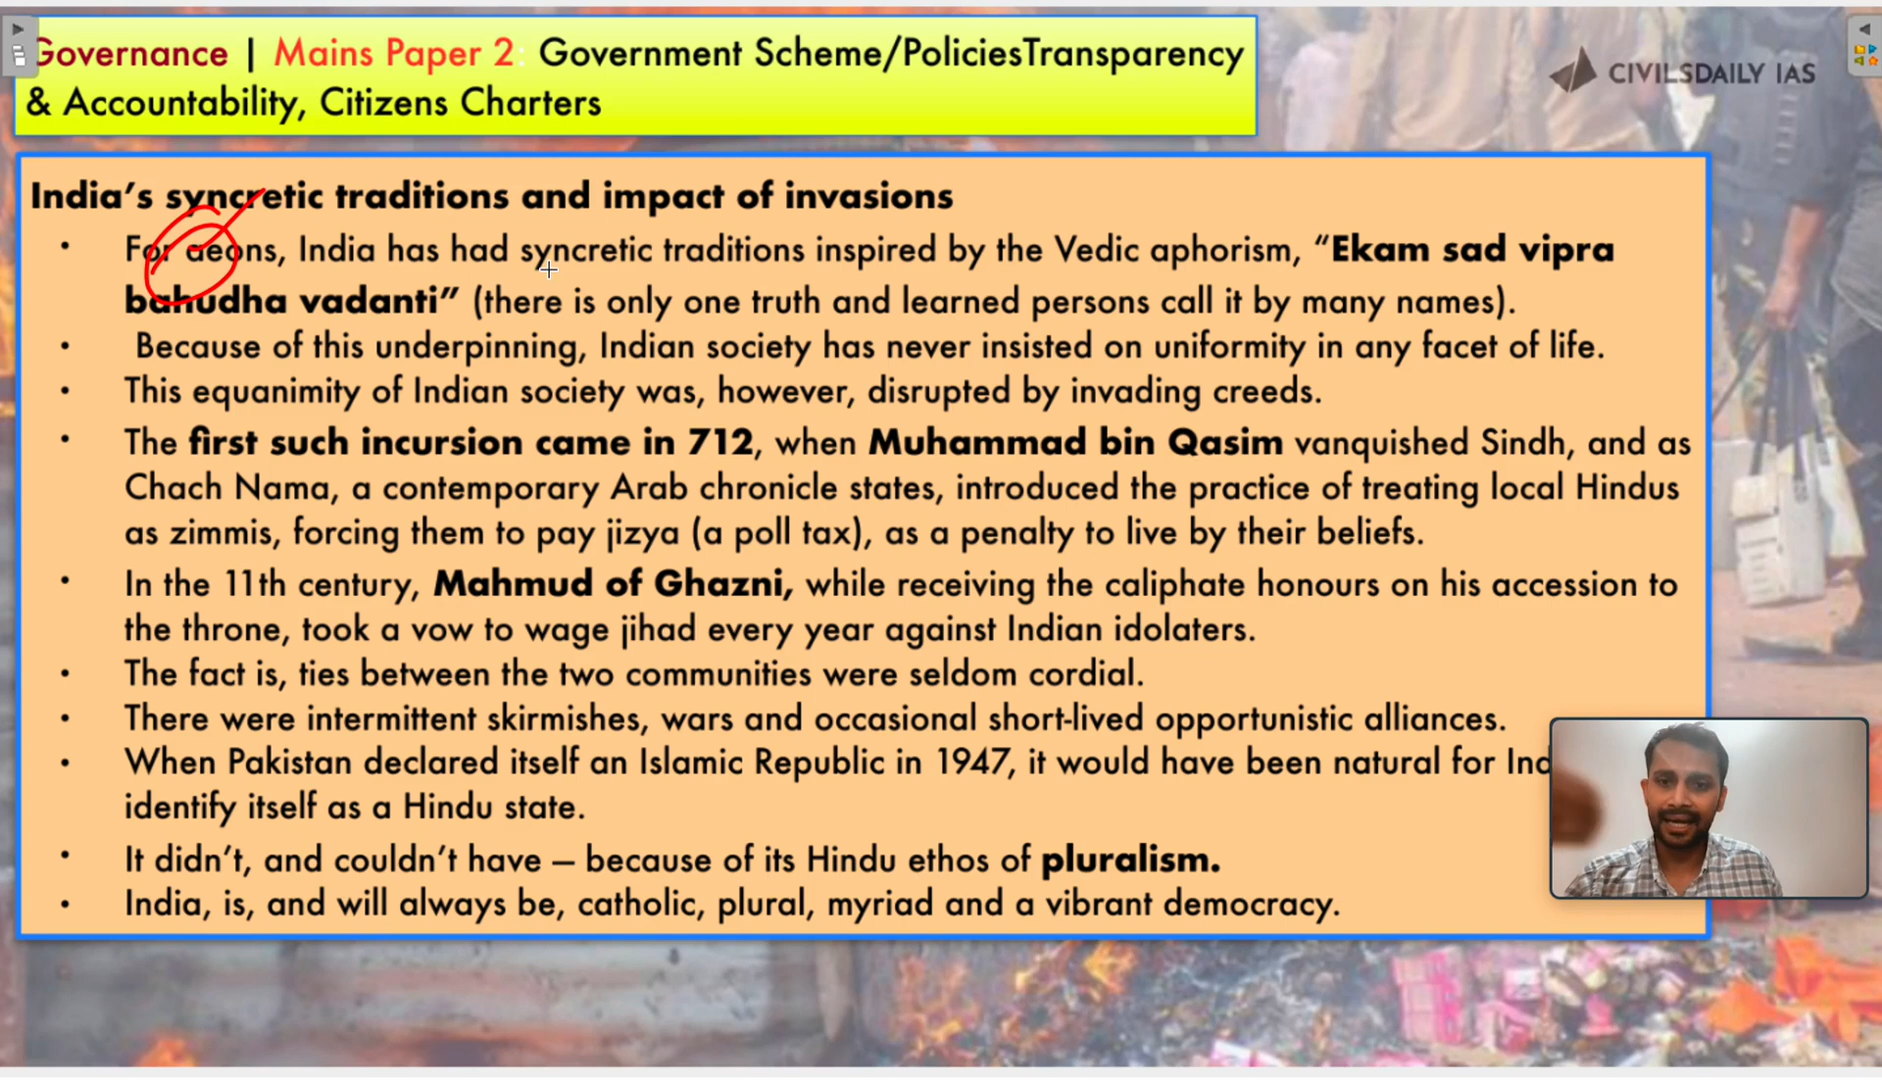 Governance | Mains Paper 2: Government Scheme/PoliciesTransparency
& Accountability, Citizens Charters
CIVILSDAILY IAS
India's syncretic traditions and impact of invasions
• For aeons, India has had syncretic traditions inspired by the Vedic aphorism, "Ekam sad vipra
bahudha vadanti" (there is only one truth and learned persons call it by many names).
• Because of this underpinning, Indian society has never insisted on uniformity in any facet of life.
• This equanimity of Indian society was, however, disrupted by invading creeds.
• The first such incursion came in 712, when Muhammad bin Qasim vanquished Sindh, and as
Chach Nama, a contemporary Arab chronicle states, introduced the practice of treating local Hindus
as zimmis, forcing them to pay jizya (a poll tax), as a penalty to live by their beliefs.
• In the 11th century, Mahmud of Ghazni, while receiving the caliphate honours on his accession to
the throne, took a vow to wage jihad every year against Indian idolaters.
• The fact is, ties between the two communities were seldom cordial.
• There were intermittent skirmishes, wars and occasional short-lived opportunistic alliances.
• When Pakistan declared itself an Islamic Republic in 1947, it would have been natural for
identify itself as a Hindu state.
• It didn't, and couldn't have – because of its Hindu ethos of pluralism.
• India, is, and will always be, catholic, plural, myriad and a vibrant democracy.